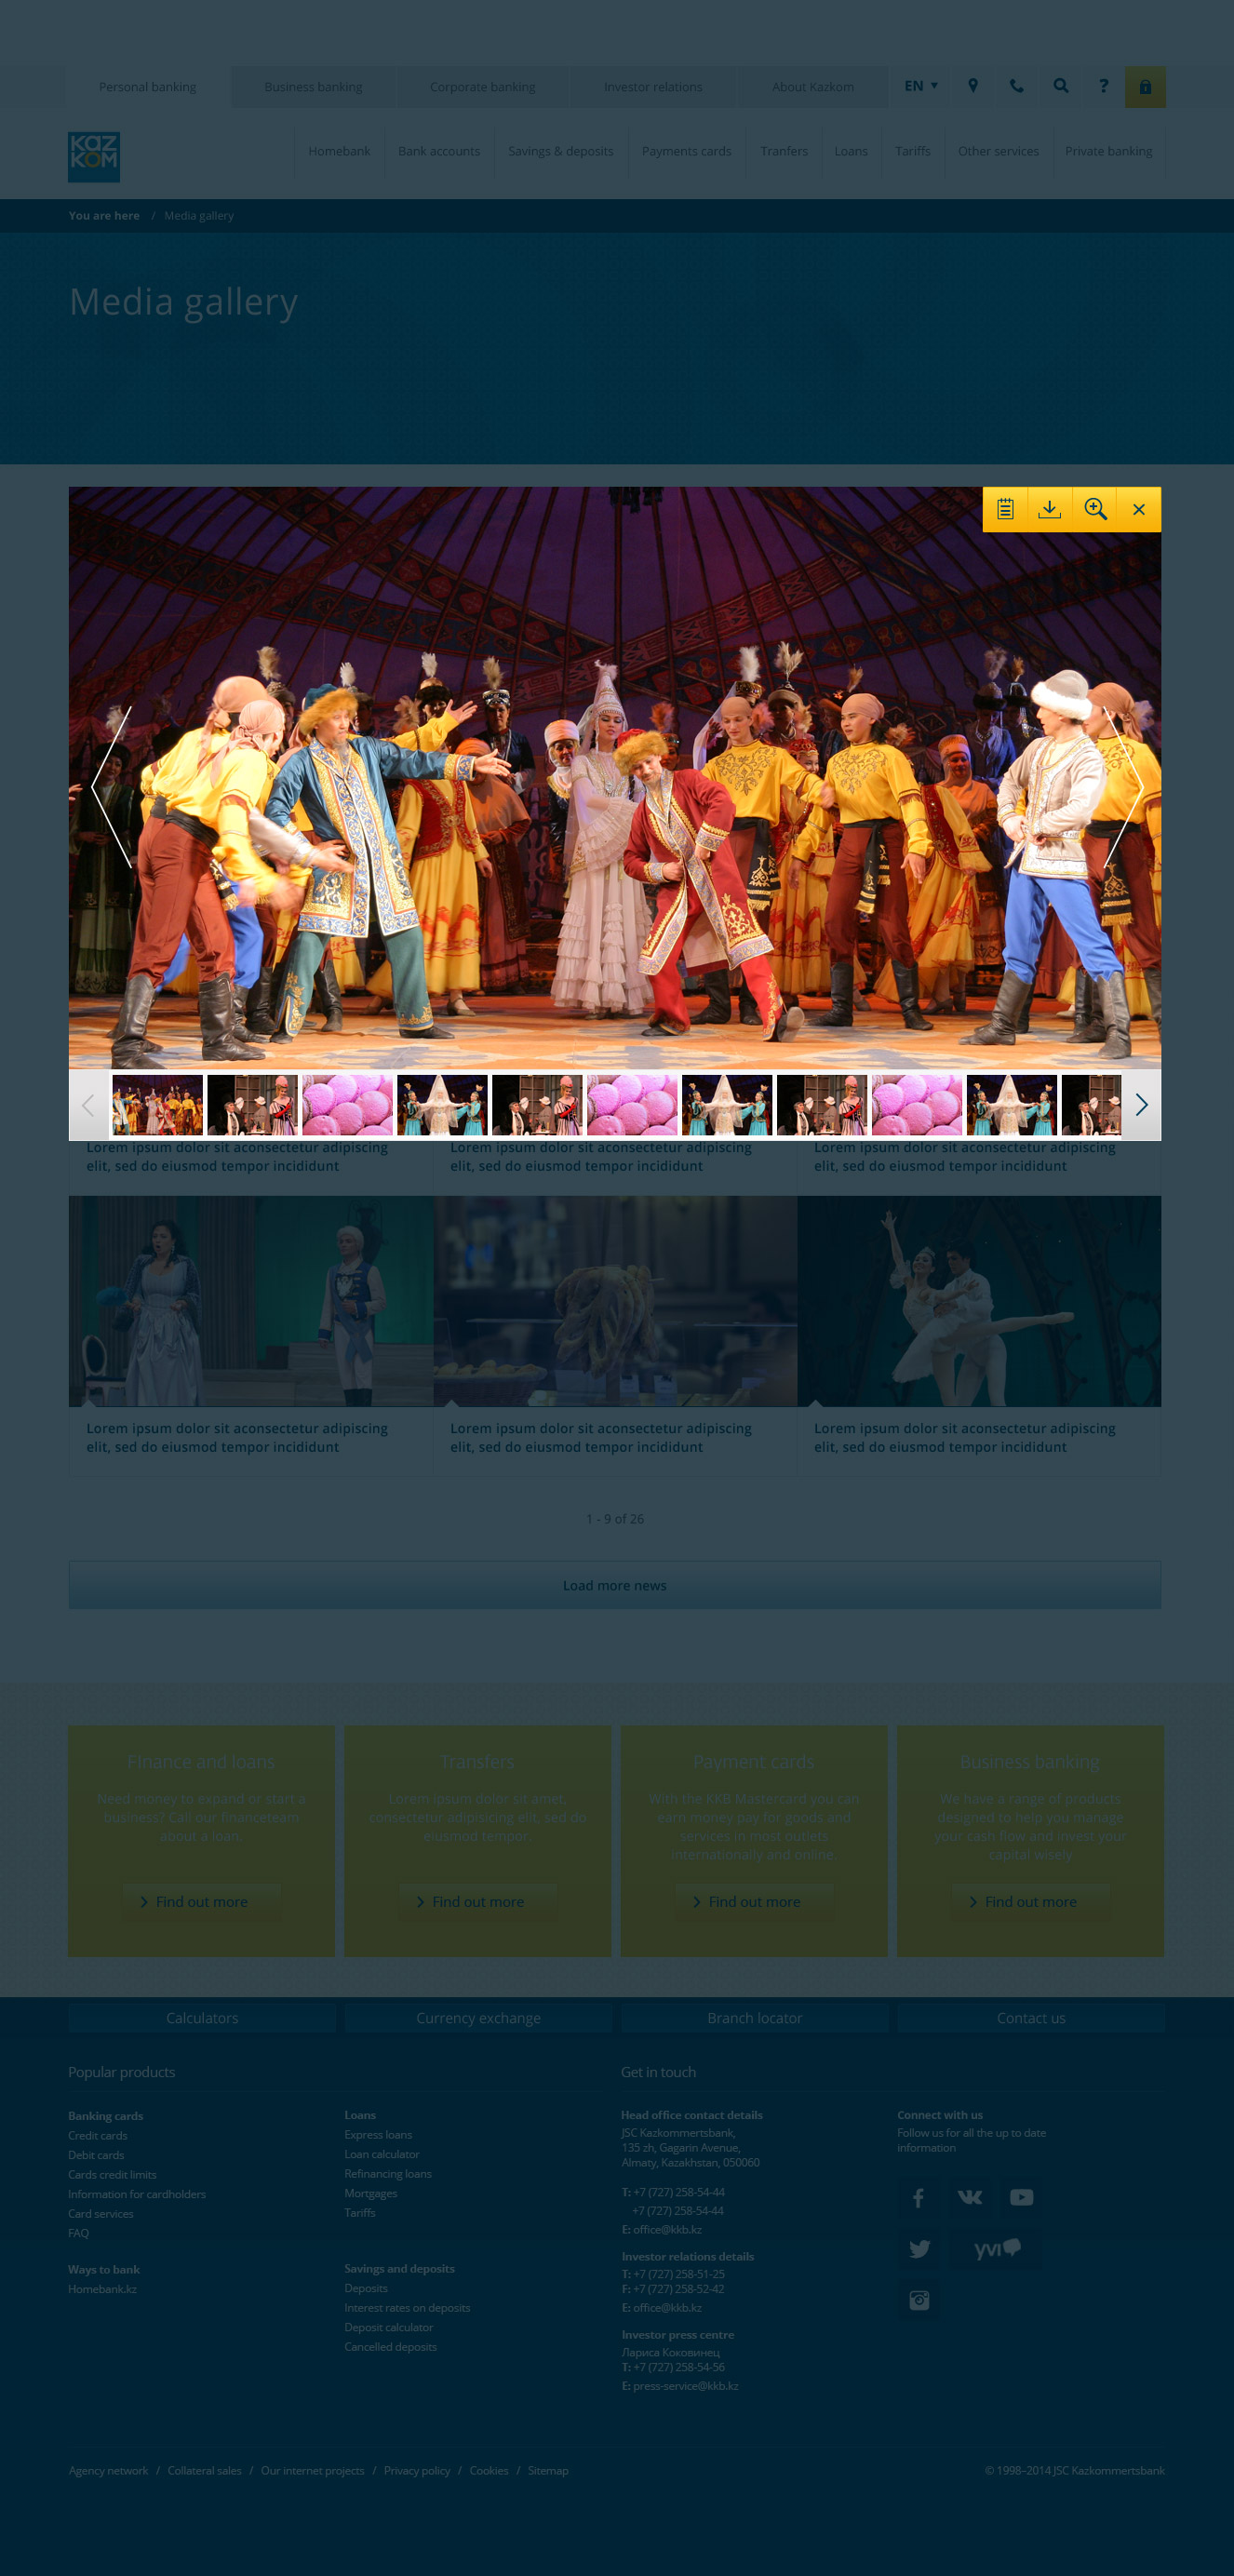 Personal banking
Business banking
Corporate banking
Investor relations
About Kazkom
EN
?
KAZ
KOM
Homebank
Bank accounts
Savings & deposits
Payments cards
Tranfers
Loans
Tariffs
Other services
Private banking
You are here / Media gallery
Media gallery
Lorem ipsum dolor sit aconsectetur adipiscing
elit, sed do eiusmod tempor incididunt
Lorem ipsum dolor sit aconsectetur adipiscing
elit, sed do eiusmod tempor incididunt
Lorem ipsum dolor sit aconsectetur adipiscing
elit, sed do eiusmod tempor incididunt
Lorem ipsum dolor sit aconsectetur adipiscing
elit, sed do eiusmod tempor incididunt
Lorem ipsum dolor sit aconsectetur adipiscing
elit, sed do eiusmod tempor incididunt
Lorem ipsum dolor sit aconsectetur adipiscing
elit, sed do eiusmod tempor incididunt
1 - 9 of 26
Load more news
Finance and loans
Need money to expand or start a
business? Call our financeteam
about a loan.
Find out more
Transfers
Lorem ipsum dolor sit amet,
consectetur adipisicing elit, sed do
eiusmod tempor
Find out more
Payment cards
With the KKB Mastercard you can
earn money pay for goods and
services in most outlets
internationally and online.
Find out more
Business banking
We have a range of products
designed to help you manage
your cash flow and invest your
capital wisely
Find out more
Calculators
Currency exchange
Branch locator
Contact us
Popular products
Banking cards
Credit cards
Debit cards
Cards credit limits
Information for cardholders
Card services
FAQ
Ways to bank
Homebank.kz
Loans
Express loans
Loan calculator
Refinancing loans
Mortgages
Tariffs
Savings and deposits
Deposits
Interest rates on deposits
Deposit calculator
Cancelled deposits
Get in touch
Head office contact details
JSC Kazkommertsbank,
135 zh, Gagarin Avenue,
Almaty, Kazakhstan, 050060
T: +7 (727) 258-54-44
+7 (727) 258-54-44
E: office@kkb.kz
Investor relations details
T: +7 (727) 258-51-25
F: +7 (727) 258-52-42
E: office@kkb.kz
Investor press centre
Лариса Коковинец
T: +7 (727) 258-54-56
E: press-service@kkb.kz
Connect with us
Follow us for all the up to date
information
yvi
Agency network / Collateral sales / Our internet projects / Privacy policy / Cookies / Sitemap
© 1998–2014 JSC Kazkommertsbank